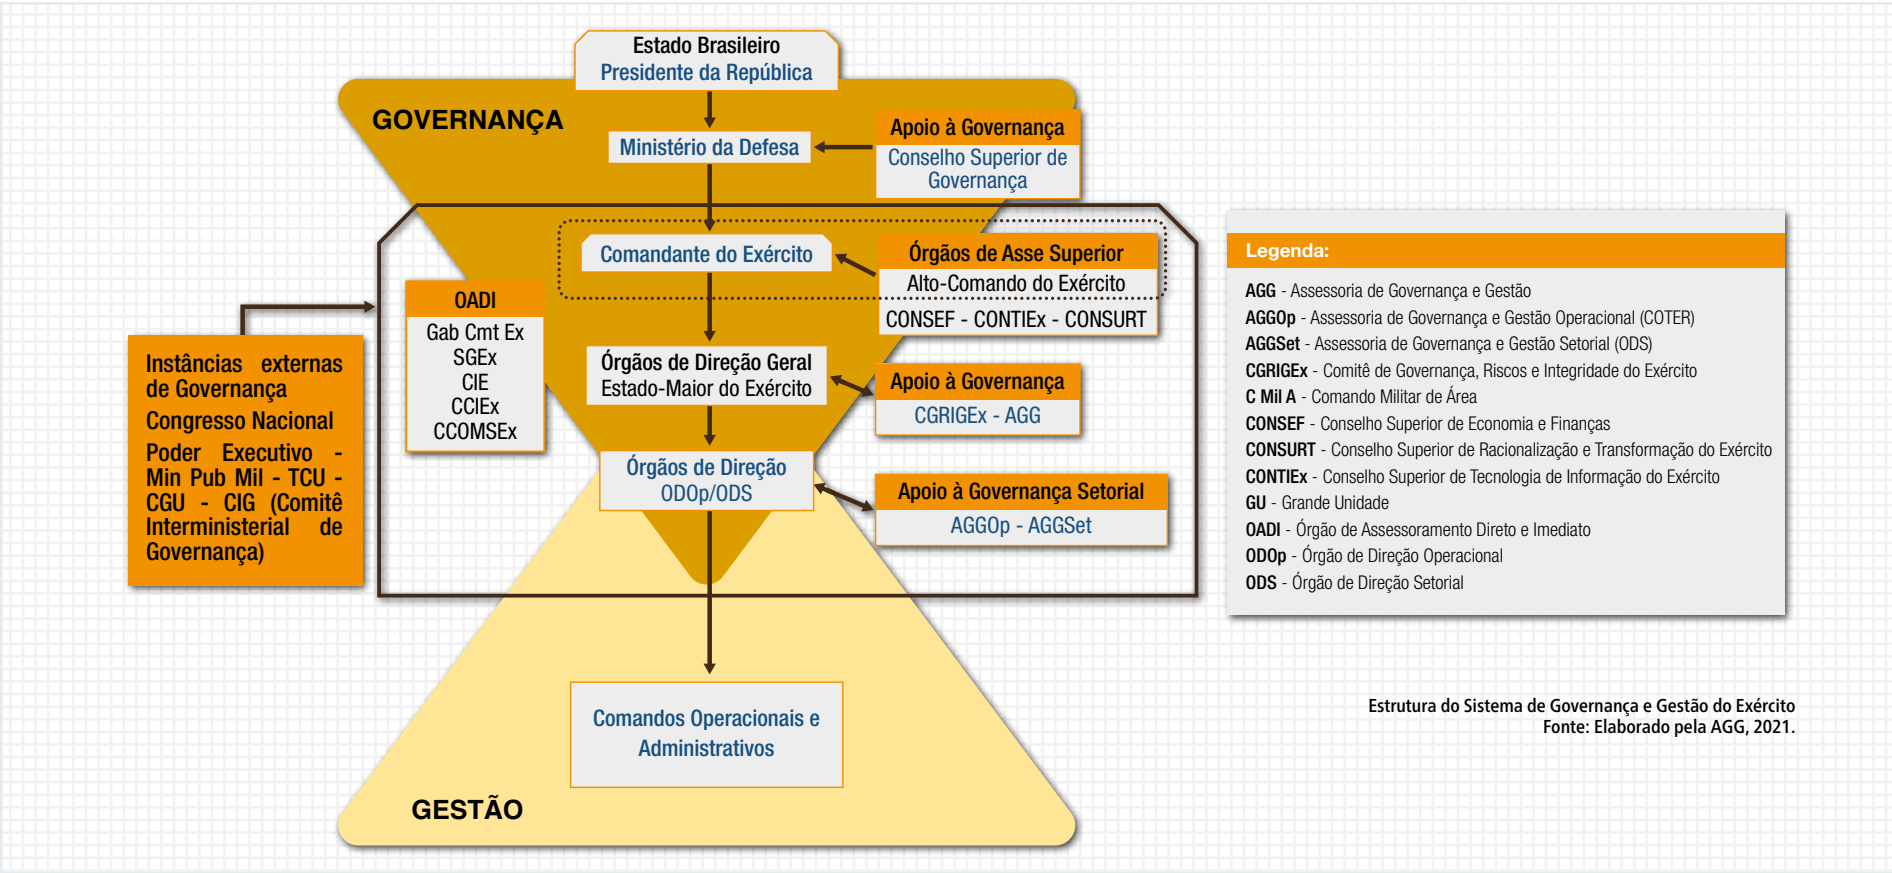 Estado Brasileiro
Presidente da República
GOVERNANÇA
Ministério da Defesa
Apoio à Governança
Conselho Superior de
Governança
Comandante do Exército
Órgãos de Asse Superior
Alto-Comando do Exército
CONSEF - CONTIEx - CONSURT
OADI
Gab Cmt Ex
SGEx
CIE
CCIEx
CCOMSEx
Instâncias externas
de Governança
Congresso Nacional
Poder Executivo -
Min Pub Mil - TCU -
CGU - CIG (Comitê
Interministerial de
Governança)
Órgãos de Direção Geral
Estado-Maior do Exército
Apoio à Governança
CGRIGEx - AGG
Órgãos de Direção
ODOp/ODS
Apoio à Governança Setorial
AGGOp - AGGSet
Comandos Operacionais e
Administrativos
GESTÃO
Legenda:
AGG - Assessoria de Governança e Gestão
AGGOp - Assessoria de Governança e Gestão Operacional (COTER)
AGGSet - Assessoria de Governança e Gestão Setorial (ODS)
CGRIGEx - Comitê de Governança, Riscos e Integridade do Exército
C Mil A - Comando Militar de Área
CONSEF - Conselho Superior de Economia e Finanças
CONSURT - Conselho Superior de Racionalização e Transformação do Exército
CONTIEx - Conselho Superior de Tecnologia de Informação do Exército
GU - Grande Unidade
OADI - Órgão de Assessoramento Direto e Imediato
ODOp - Órgão de Direção Operacional
ODS - Órgão de Direção Setorial
Estrutura do Sistema de Governança e Gestão do Exército
Fonte: Elaborado pela AGG, 2021.